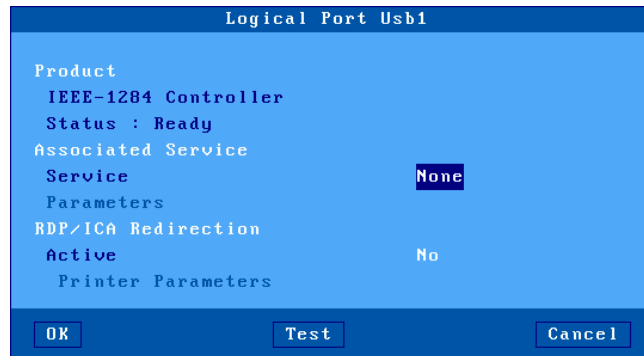 Logical Port Usb1
Product
IEEE-1284 Controller
Status : Ready
Associated Service
Service None
Parameters
RDP/ICA Redirection
Active No
Printer Parameters
OK Test Cancel